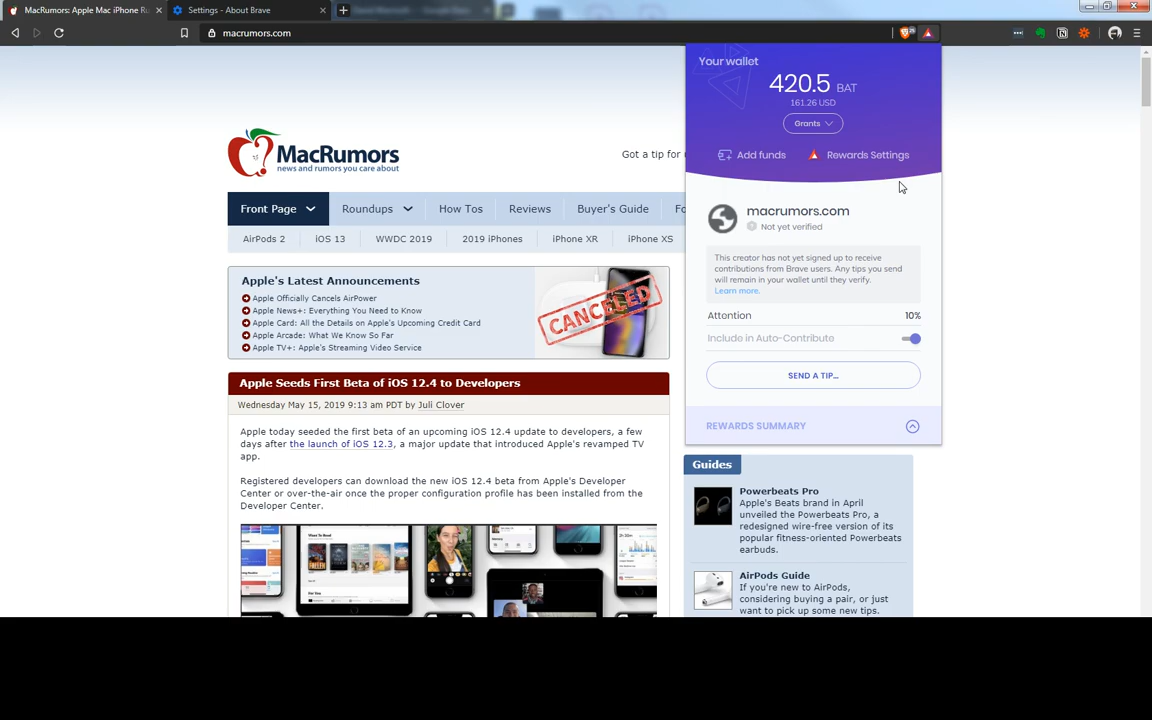 MacRumors: Apple Mac iPhone Ru
Settings - About Brave
macrumors.com
Your wallet
420.5 BAT
161.26 USD
Grants
Add funds
Rewards Settings
macrumors.com
Not yet verified
This creator has not yet signed up to receive
contributions from Brave users. Any tips you send
will remain in your wallet until they verify.
Learn more.
Attention
10%
Include in Auto-Contribute
SEND A TIP...
REWARDS SUMMARY
MacRumors
news and rumors you care about
Got a tip for
Front Page
Roundups
How Tos
Reviews
Buyer's Guide
Fo
AirPods 2
iOS 13
WWDC 2019
2019 iPhones
iPhone XR
iPhone XS
Apple's Latest Announcements
Apple Officially Cancels AirPower
Apple News+: Everything You Need to Know
Apple Card: All the Details on Apple's Upcoming Credit Card
Apple Arcade: What We Know So Far
Apple TV+: Apple's Streaming Video Service
CANCELED
Apple Seeds First Beta of iOS 12.4 to Developers
Wednesday May 15, 2019 9:13 am PDT by Juli Clover
Apple today seeded the first beta of an upcoming iOS 12.4 update to developers, a few
days after the launch of iOS 12.3, a major update that introduced Apple's revamped TV
app.
Registered developers can download the new iOS 12.4 beta from Apple's Developer
Center or over-the-air once the proper configuration profile has been installed from the
Developer Center.
Guides
Powerbeats Pro
Apple's Beats brand in April
unveiled the Powerbeats Pro, a
redesigned wire-free version of its
popular fitness-oriented Powerbeats
earbuds.
AirPods Guide
If you're new to AirPods,
considering buying a pair, or just
want to pick up some new tips.